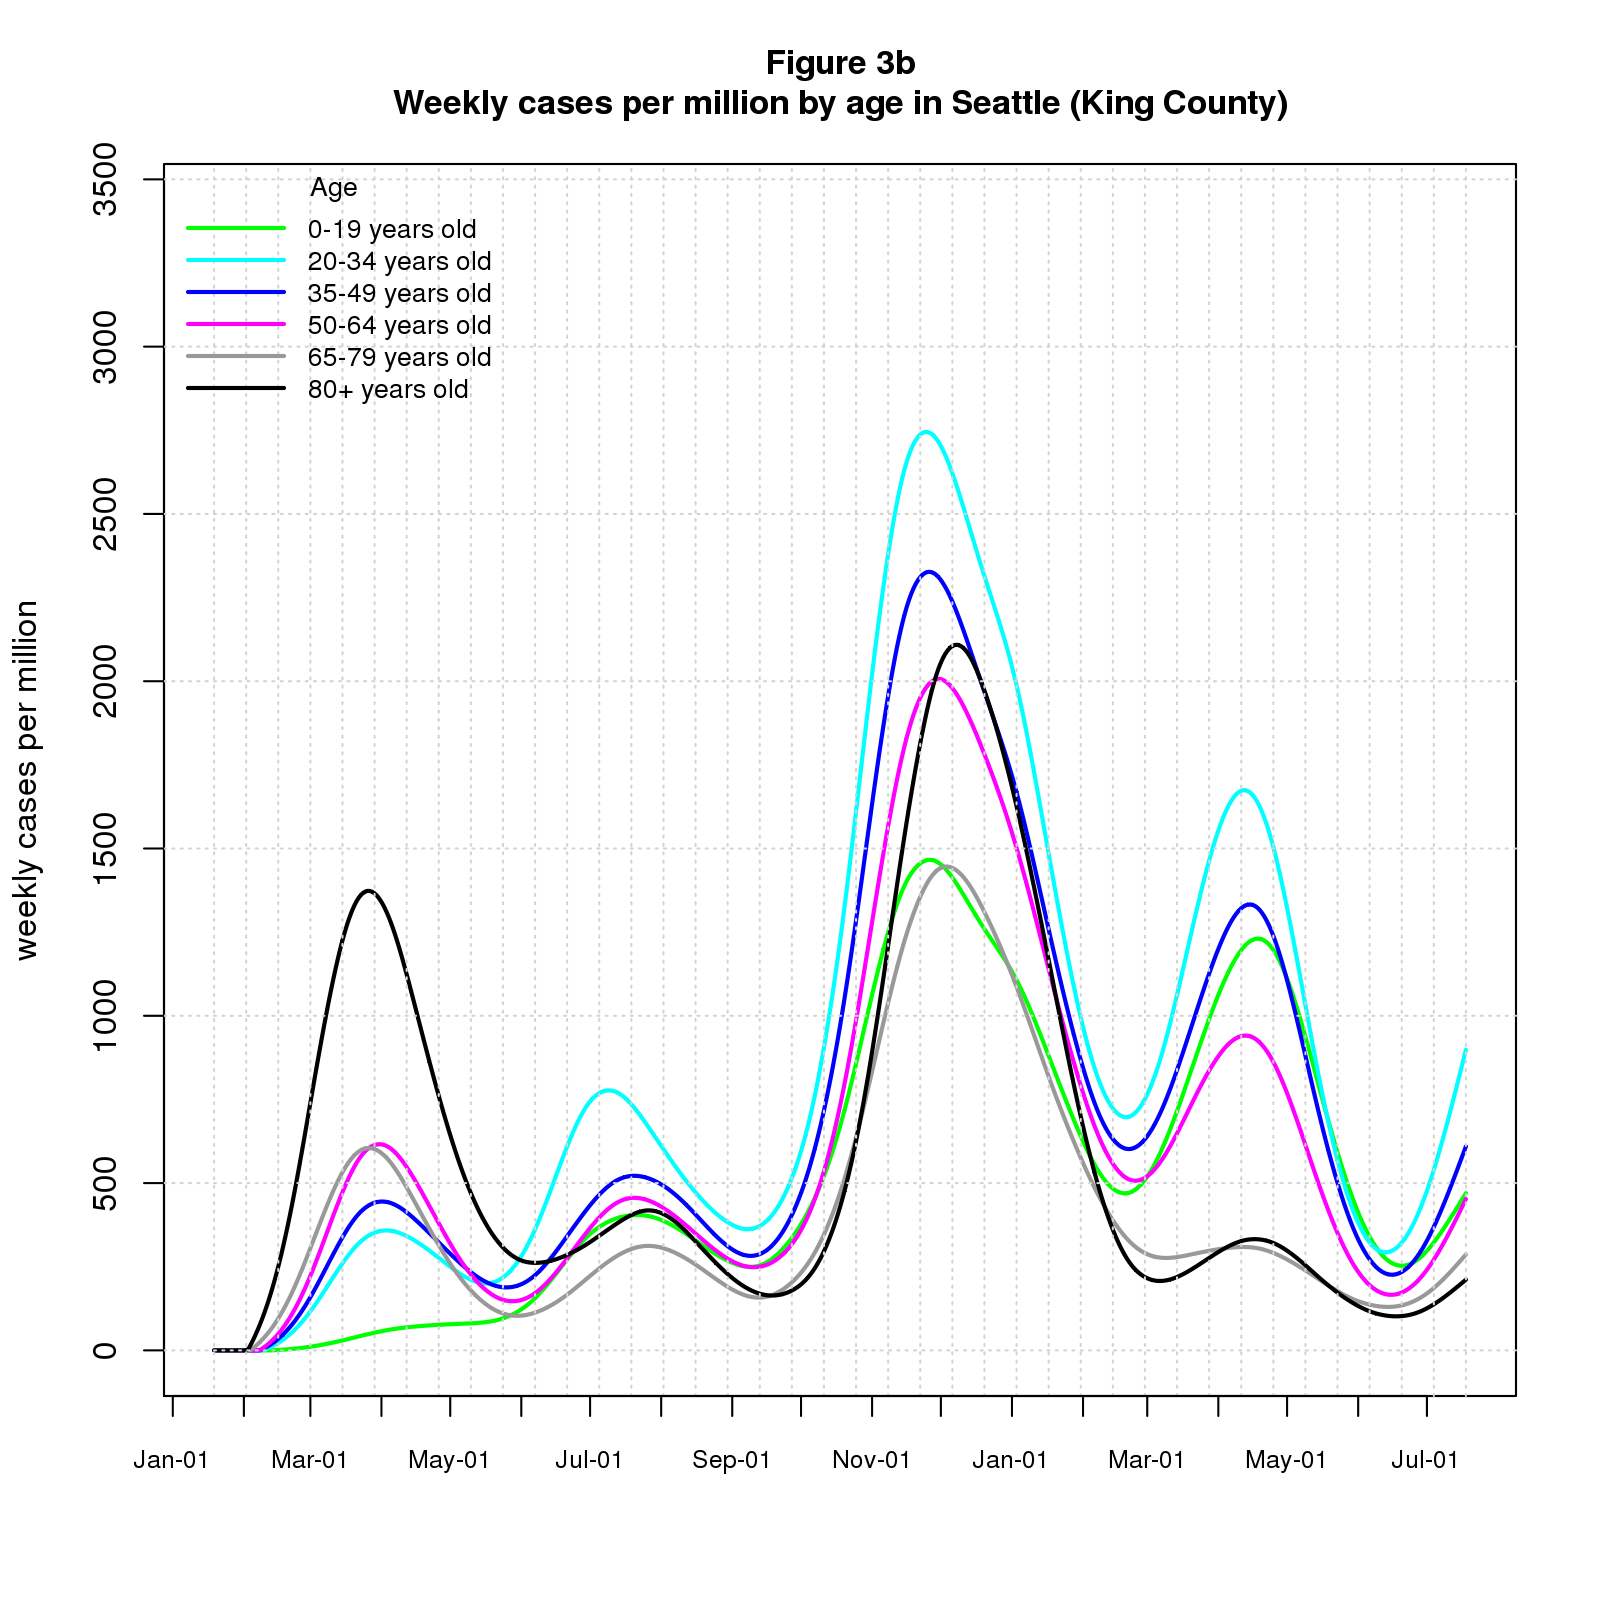 Figure 3b
Weekly cases per million by age in Seattle (King County)
weekly cases per million
3500
3000
2500
2000
1500
1000
500
0
Age
0-19 years old
20-34 years old
35-49 years old
50-64 years old
65-79 years old
80+ years old
Jan-01 Mar-01 May-01 Jul-01 Sep-01 Nov-01 Jan-01 Mar-01 May-01 Jul-01